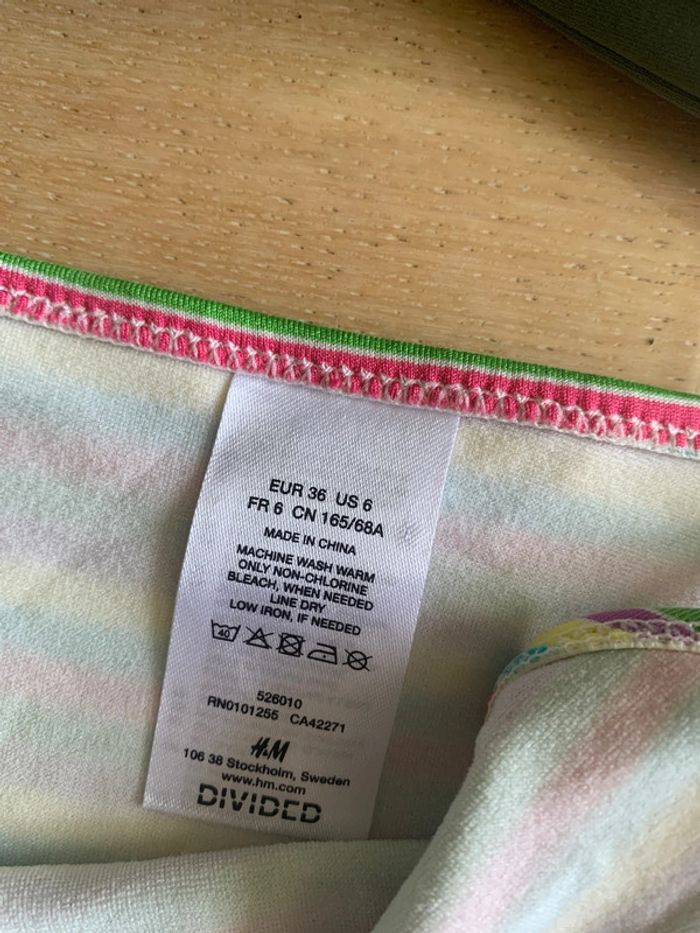 EUR 36 US 6
FR 6 CN 165/68A
MADE IN CHINA
MACHINE WASH WARM
ONLY NON-CHLORINE
BLEACH, WHEN NEEDED
LINE DRY
LOW IRON, IF NEEDED
40
526010
RN0101255 CA42271
H&M
106 38 Stockholm, Sweden
www.hm.com
DIVIDED